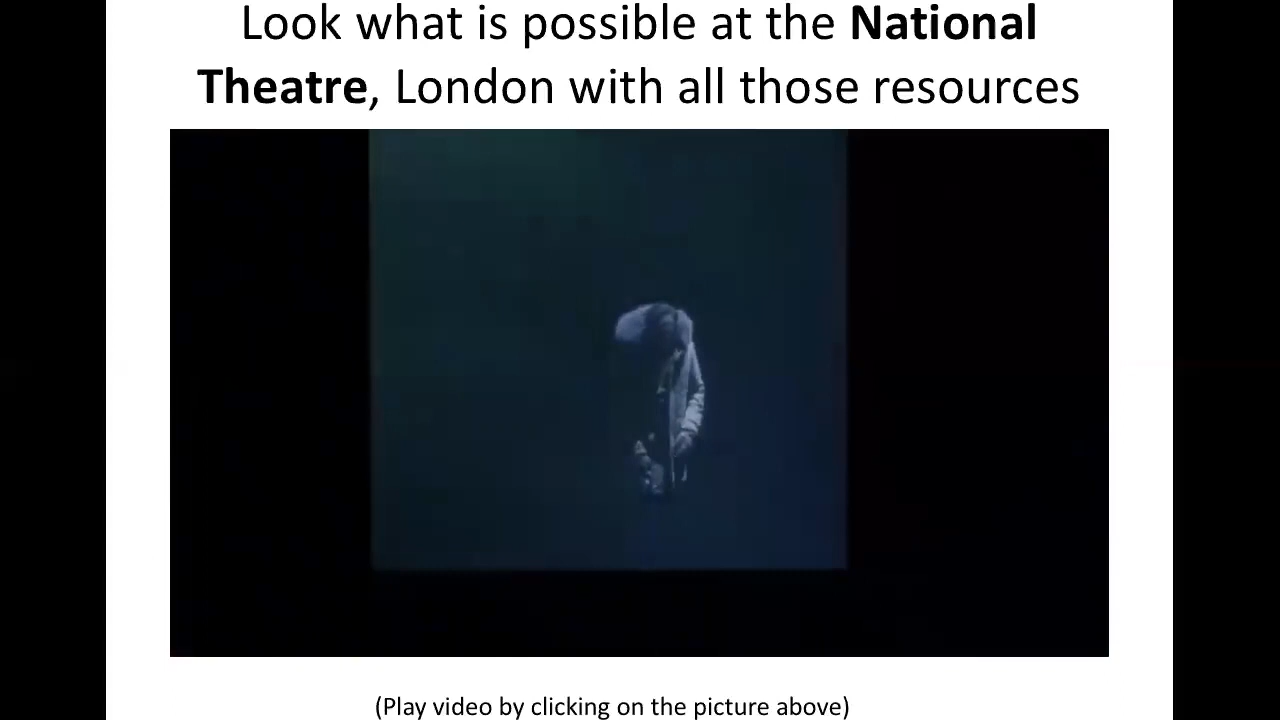 Look what is possible at the National
Theatre, London with all those resources
(Play video by clicking on the picture above)